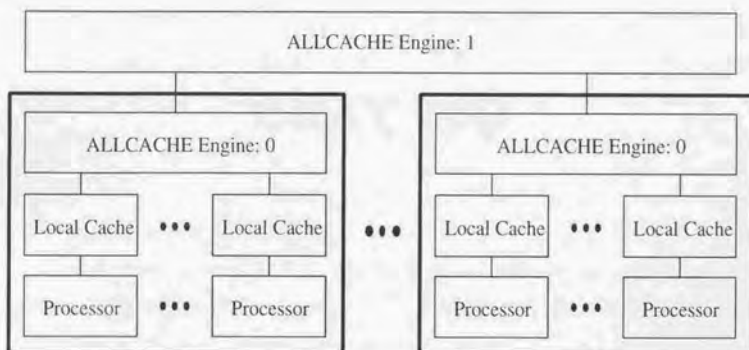 ALLCACHE Engine: 1
ALLCACHE Engine: 0
ALLCACHE Engine: 0
Local Cache ••• Local Cache ••• Local Cache ••• Local Cache
Processor ••• Processor Processor ••• Processor